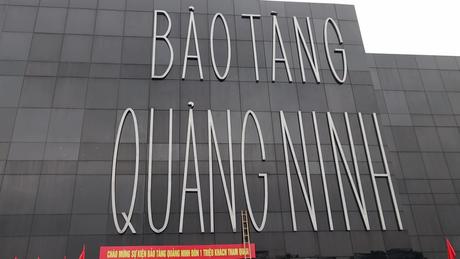 BẢO TÀNG
QUẢNG NINH
CHÀO MỪNG SỰ KIỆN BẢO TÀNG QUẢNG NINH ĐÓN 1 TRIỆU KHÁCH THAM QUAN